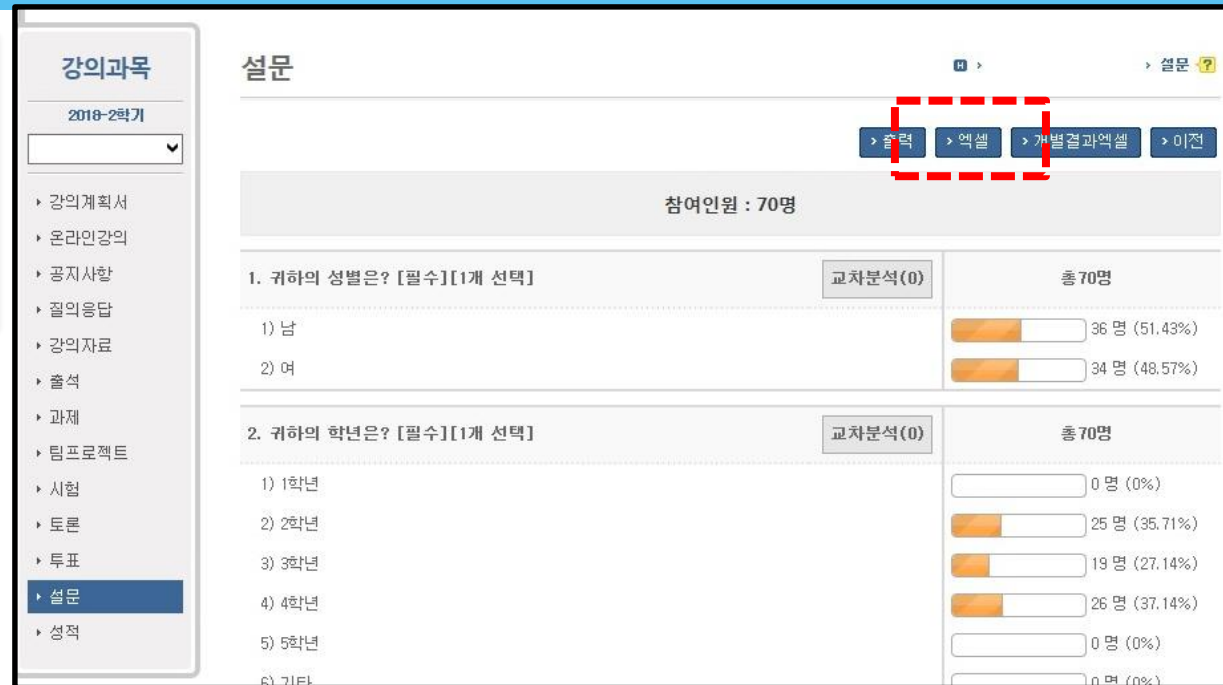 강의과목
2018-2학기
강의계획서
온라인강의
공지사항
질의응답
강의자료
출석
과제
팀프로젝트
시험
토론
투표
설문
성적
설문
H > > 설문 ?
> 출력 > 엑셀 > 개별결과엑셀 > 이전
참여인원 : 70명
1. 귀하의 성별은? [필수][1개 선택] 교차분석(0) 총70명
1) 남 36 명 (51.43%)
2) 여 34 명 (48.57%)
2. 귀하의 학년은? [필수][1개 선택] 교차분석(0) 총70명
1) 1학년 0 명 (0%)
2) 2학년 25 명 (35.71%)
3) 3학년 19 명 (27.14%)
4) 4학년 26 명 (37.14%)
5) 5학년 0 명 (0%)
6) 기타 0 명 (0%)